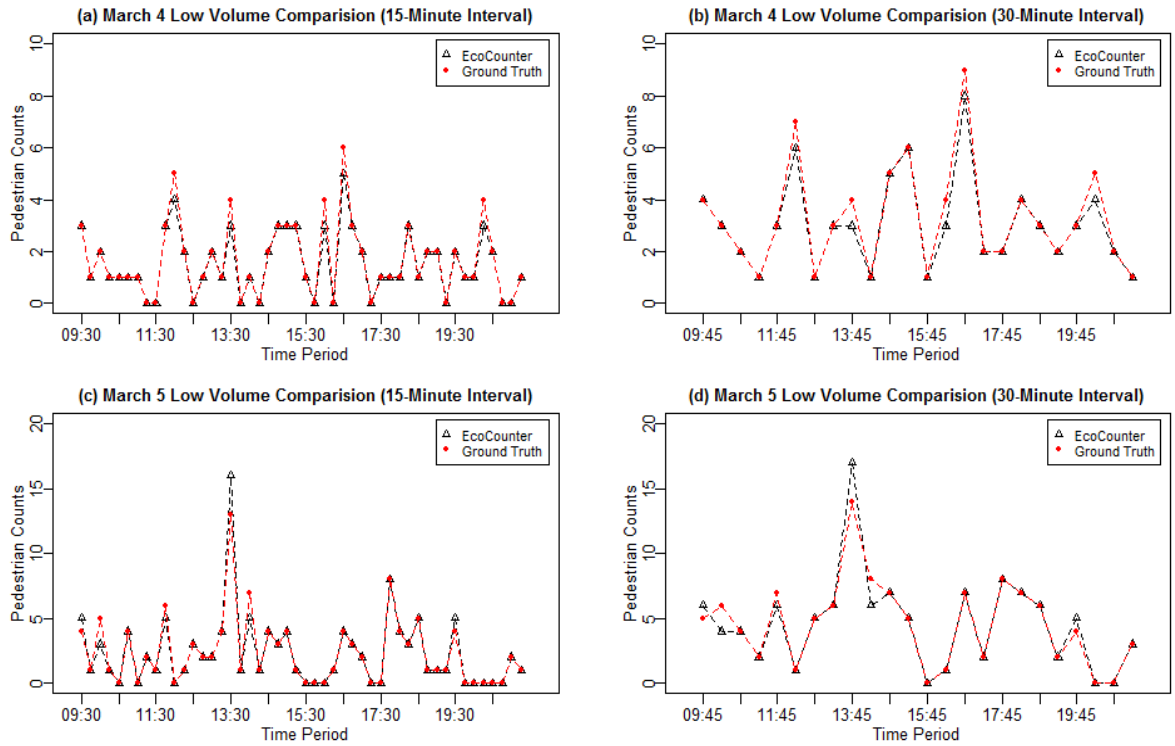 (a) March 4 Low Volume Comparision (15-Minute Interval)
Pedestrian Counts
10
8
6
4
2
0
EcoCounter
Ground Truth
09:30 11:30 13:30 15:30 17:30 19:30
Time Period
(b) March 4 Low Volume Comparision (30-Minute Interval)
Pedestrian Counts
10
8
6
4
2
0
EcoCounter
Ground Truth
09:45 11:45 13:45 15:45 17:45 19:45
Time Period
(c) March 5 Low Volume Comparision (15-Minute Interval)
Pedestrian Counts
20
15
10
5
0
EcoCounter
Ground Truth
09:30 11:30 13:30 15:30 17:30 19:30
Time Period
(d) March 5 Low Volume Comparision (30-Minute Interval)
Pedestrian Counts
20
15
10
5
0
EcoCounter
Ground Truth
09:45 11:45 13:45 15:45 17:45 19:45
Time Period